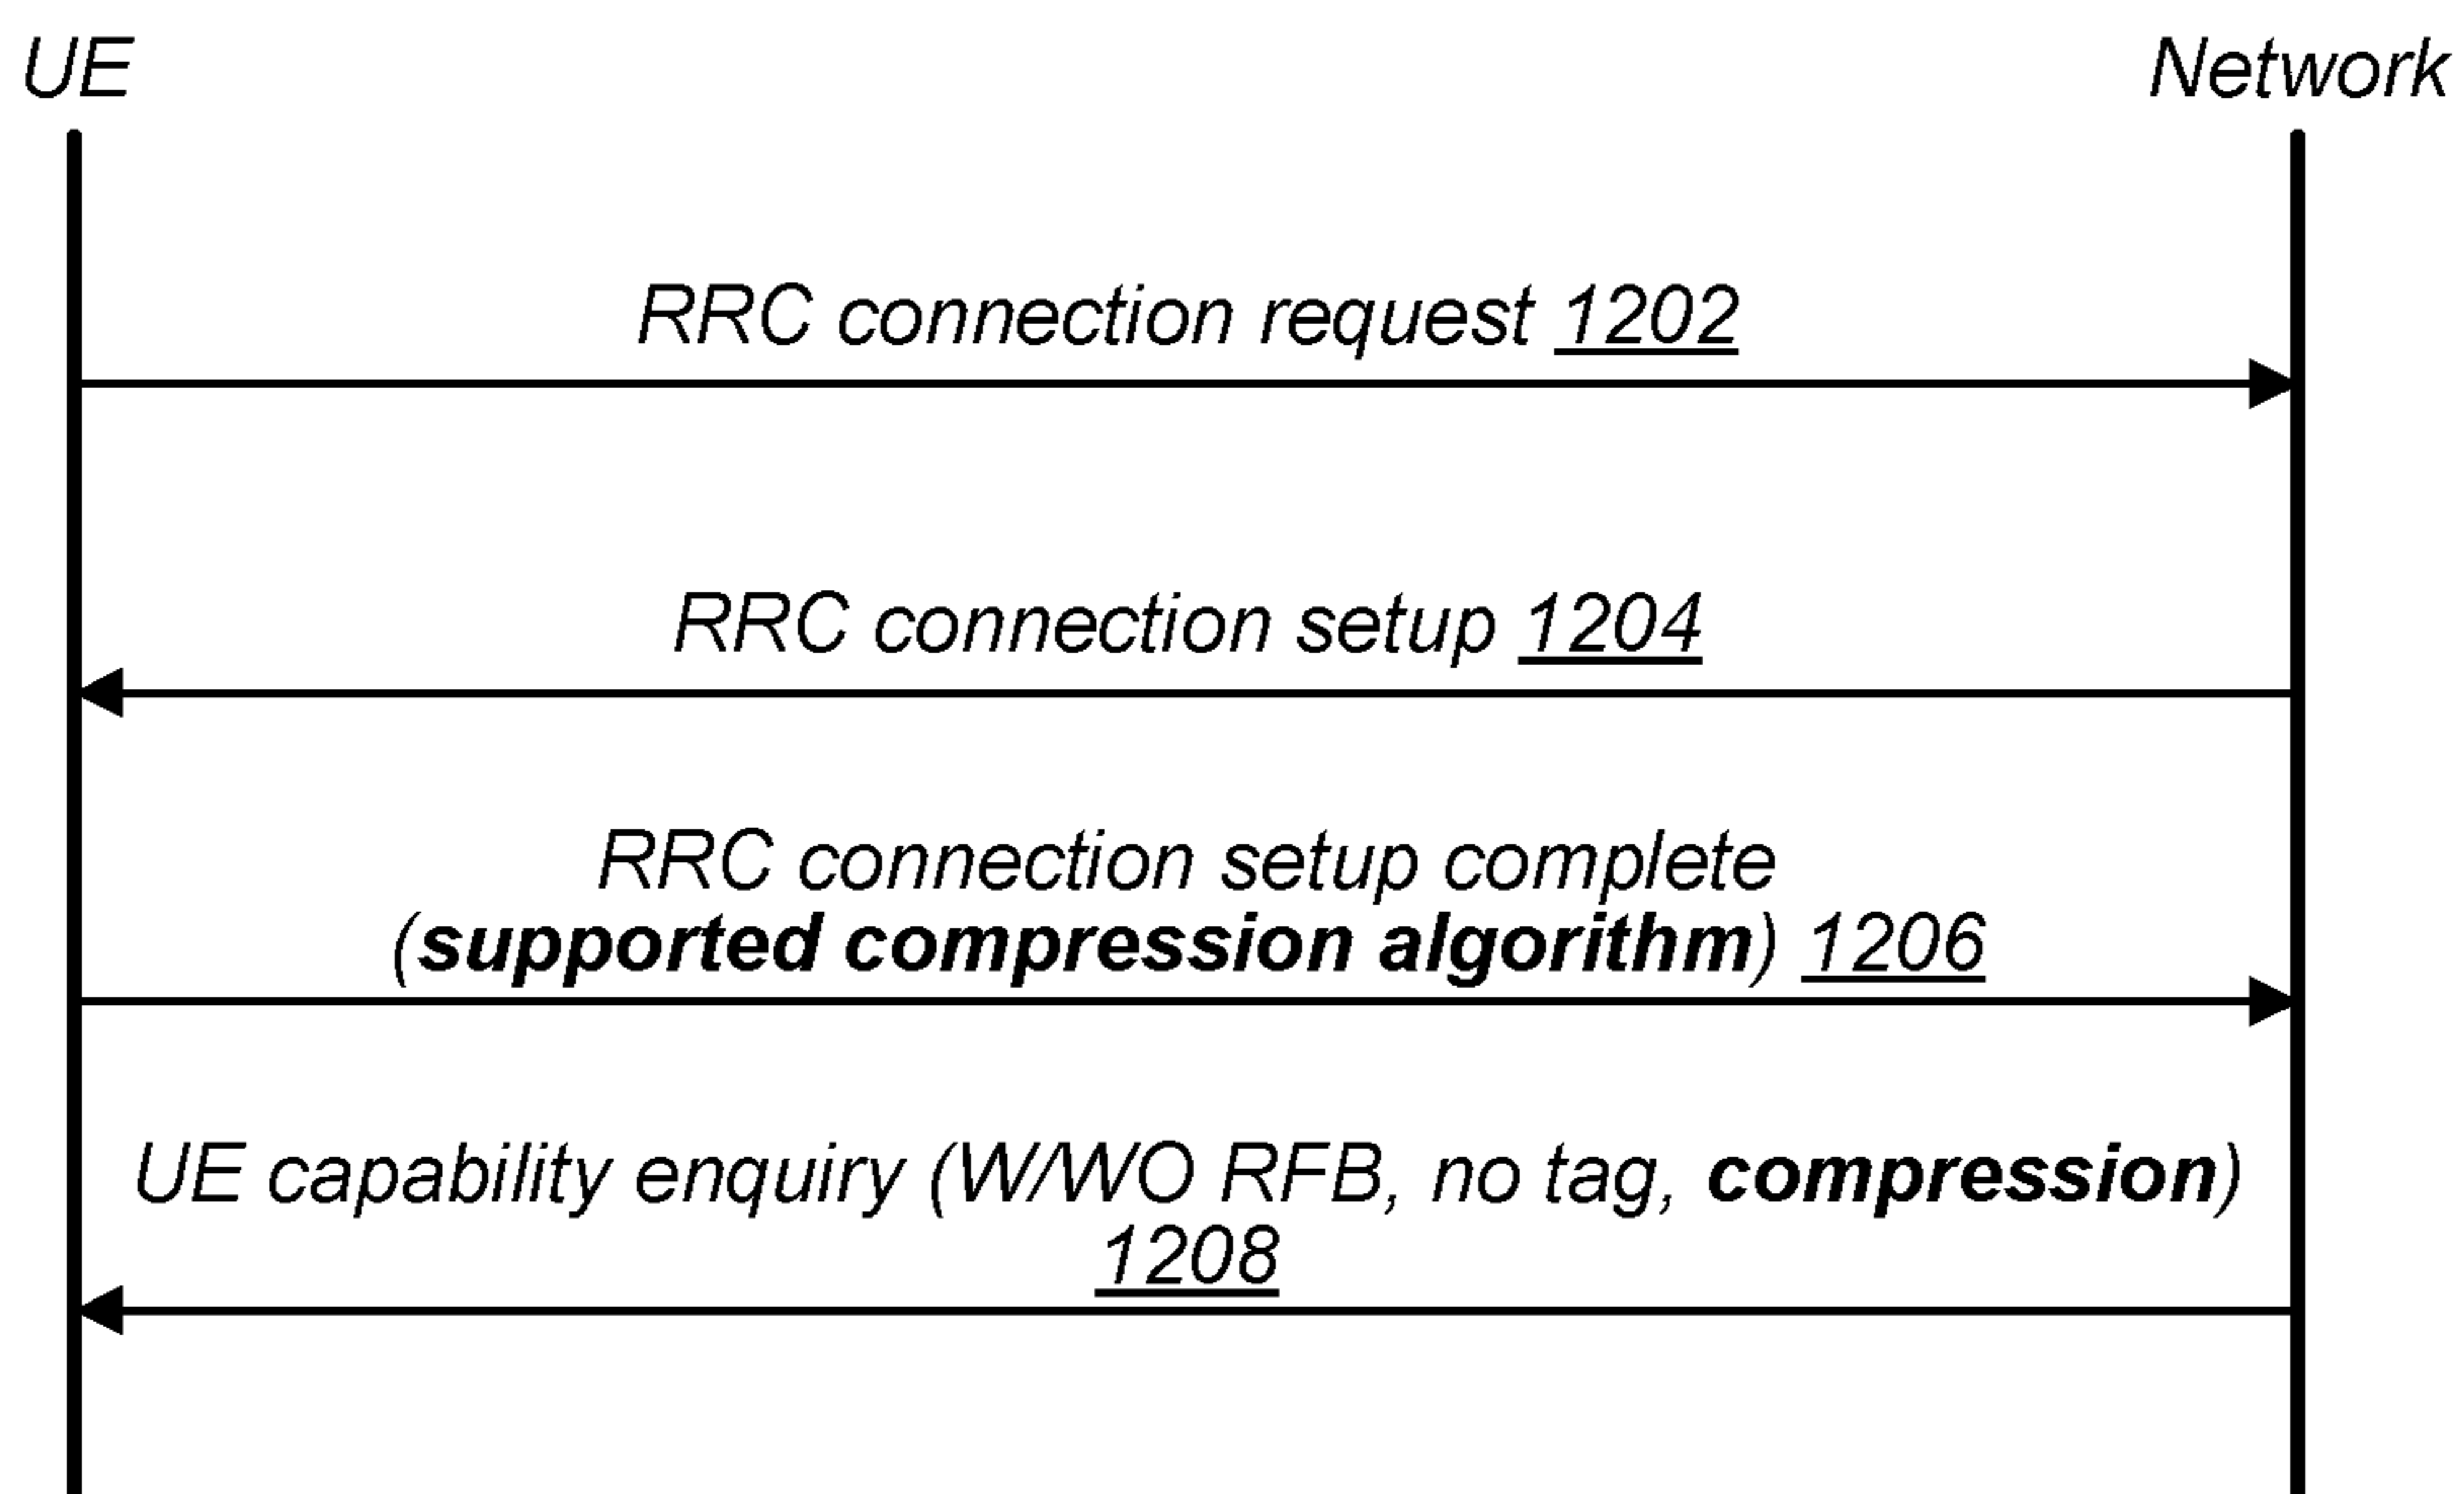 UE
Network
RRC connection request 1202
RRC connection setup 1204
RRC connection setup complete
(supported compression algorithm) 1206
UE capability enquiry (W/WO RFB, no tag, compression)
1208